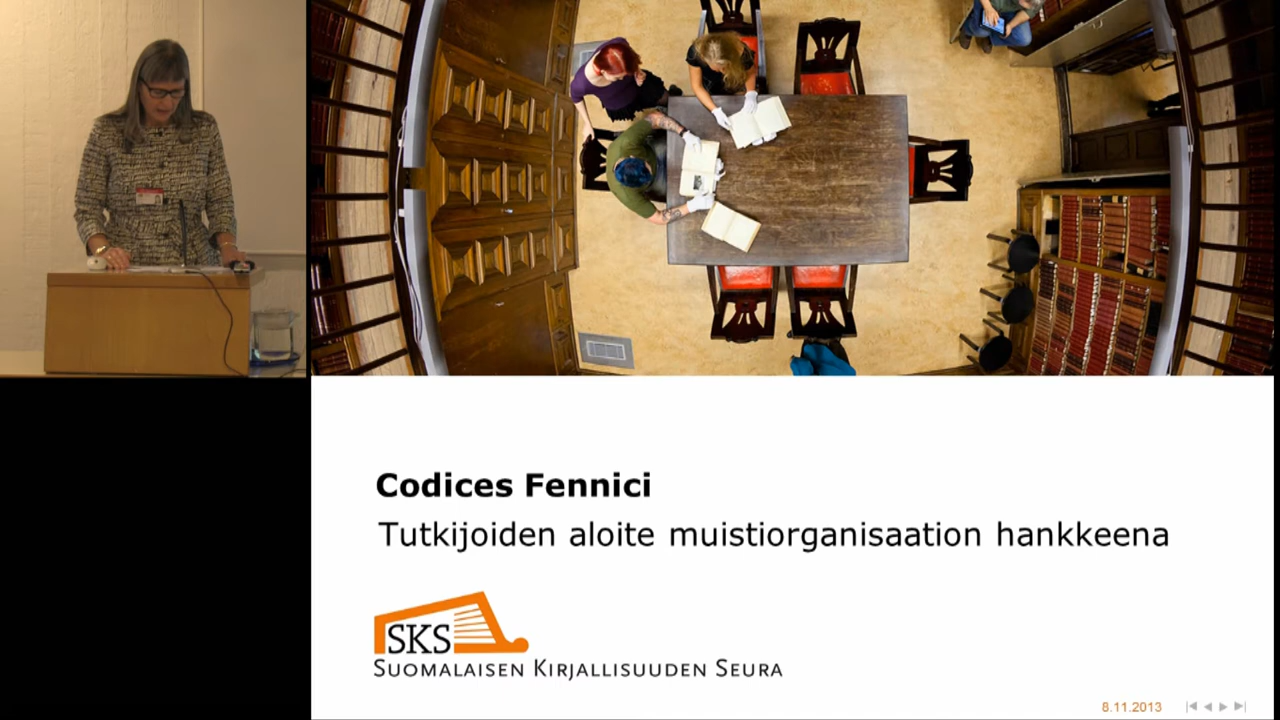 Codices Fennici
Tutkijoiden aloite muistiorganisaation hankkeena
SKS
SUOMALAISEN KIRJALLISUUDEN SEURA
8.11.2013